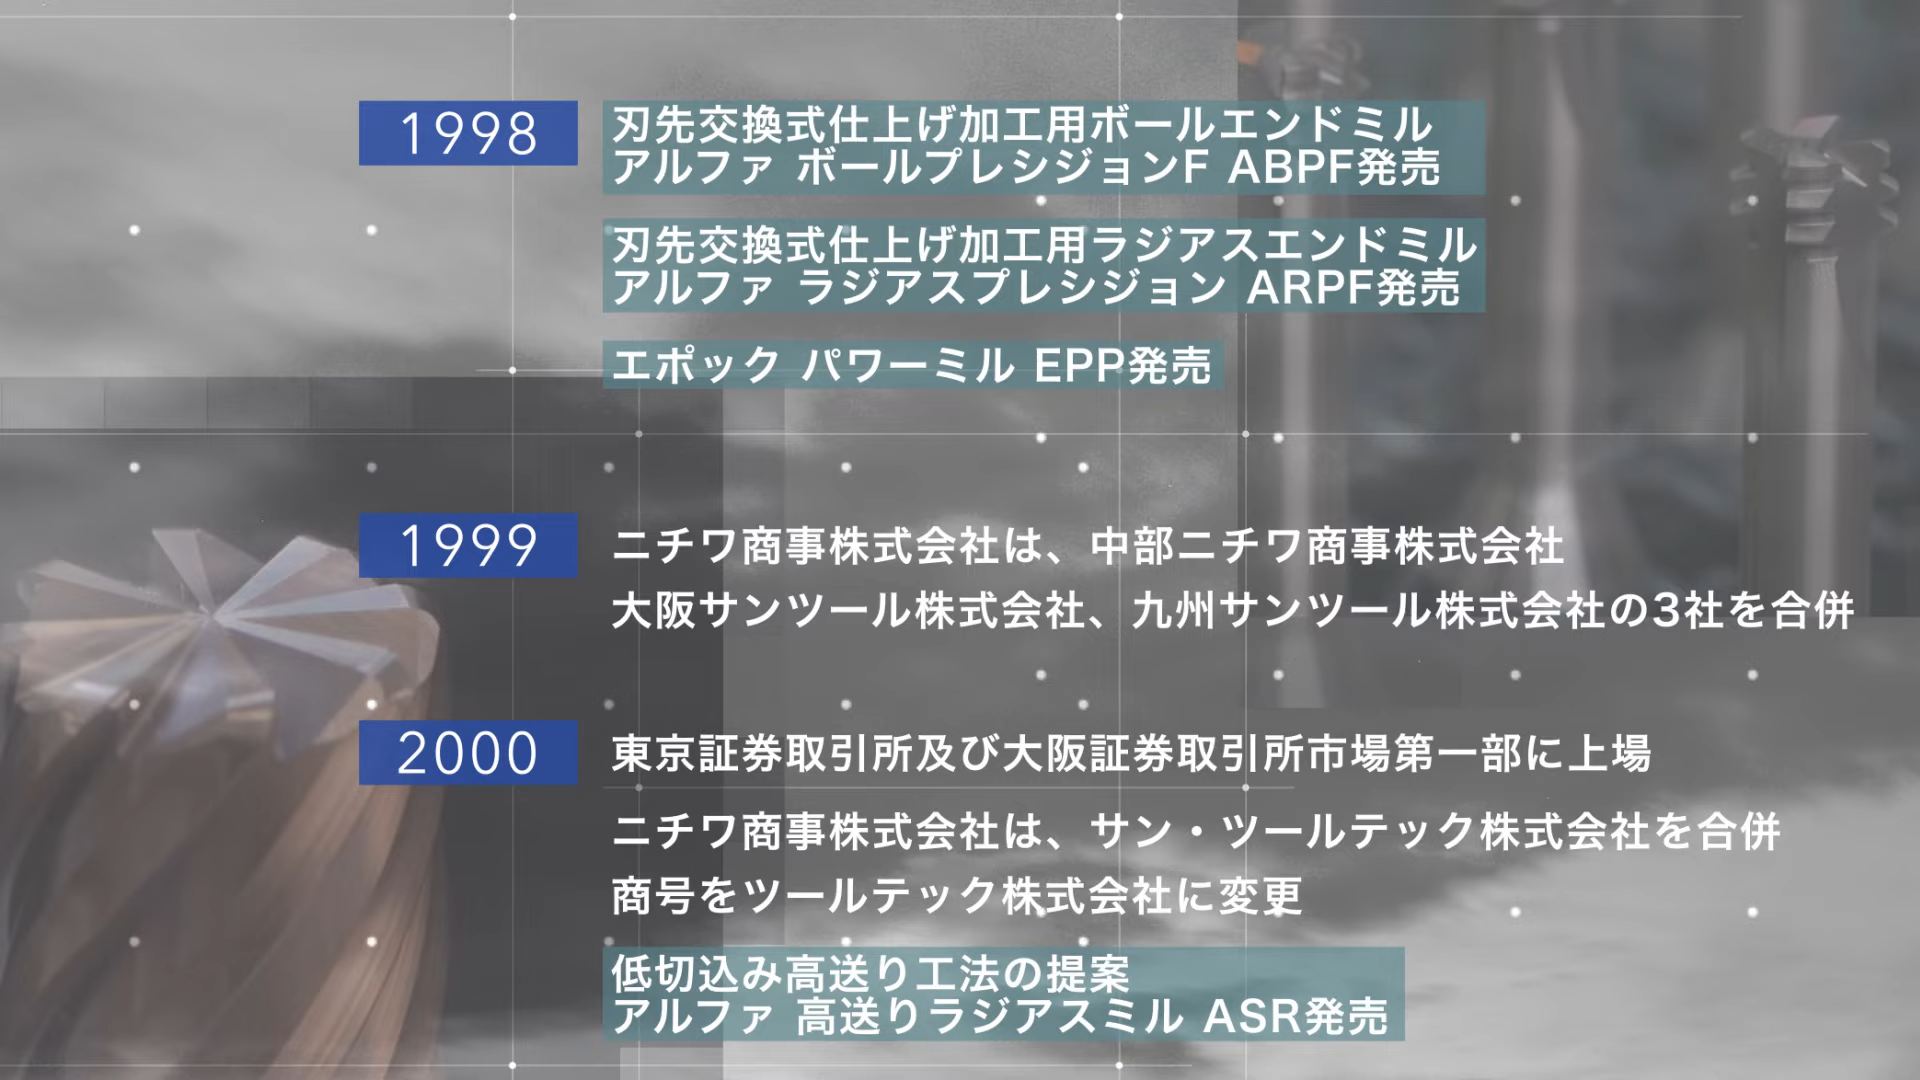 1998
刃先交換式仕上げ加工用ボールエンドミル
アルファ ボールプレシジョンF ABPF発売
刃先交換式仕上げ加工用ラジアスエンドミル
アルファ ラジアスプレシジョン ARPF発売
エポック パワーミル EPP発売
1999
ニチワ商事株式会社は、中部ニチワ商事株式会社
大阪サンツール株式会社、九州サンツール株式会社の3社を合併
2000
東京証券取引所及び大阪証券取引所市場第一部に上場
ニチワ商事株式会社は、サン・ツールテック株式会社を合併
商号をツールテック株式会社に変更
低切込み高送り工法の提案
アルファ 高送りラジアスミル ASR発売